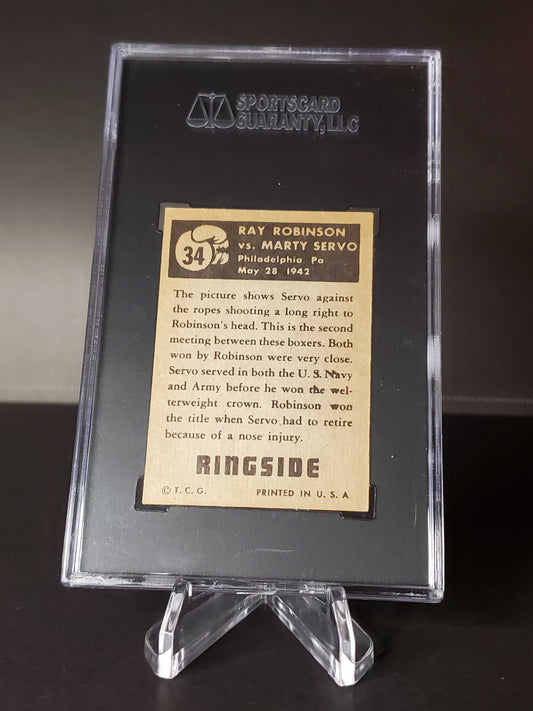 SPORTSCARD
GUARANTY, LLC
34
RAY ROBINSON
vs. MARTY SERVO
Philadelphia Pa
May 28 1942
The picture shows Servo against
the ropes shooting a long right to
Robinson's head. This is the second
meeting between these boxers. Both
won by Robinson were very close.
Servo served in both the U. S. Navy
and Army before he won the wel-
terweight crown. Robinson won
the title when Servo had to retire
because of a nose injury.
RINGSIDE
© T. C. G. PRINTED IN U. S. A.